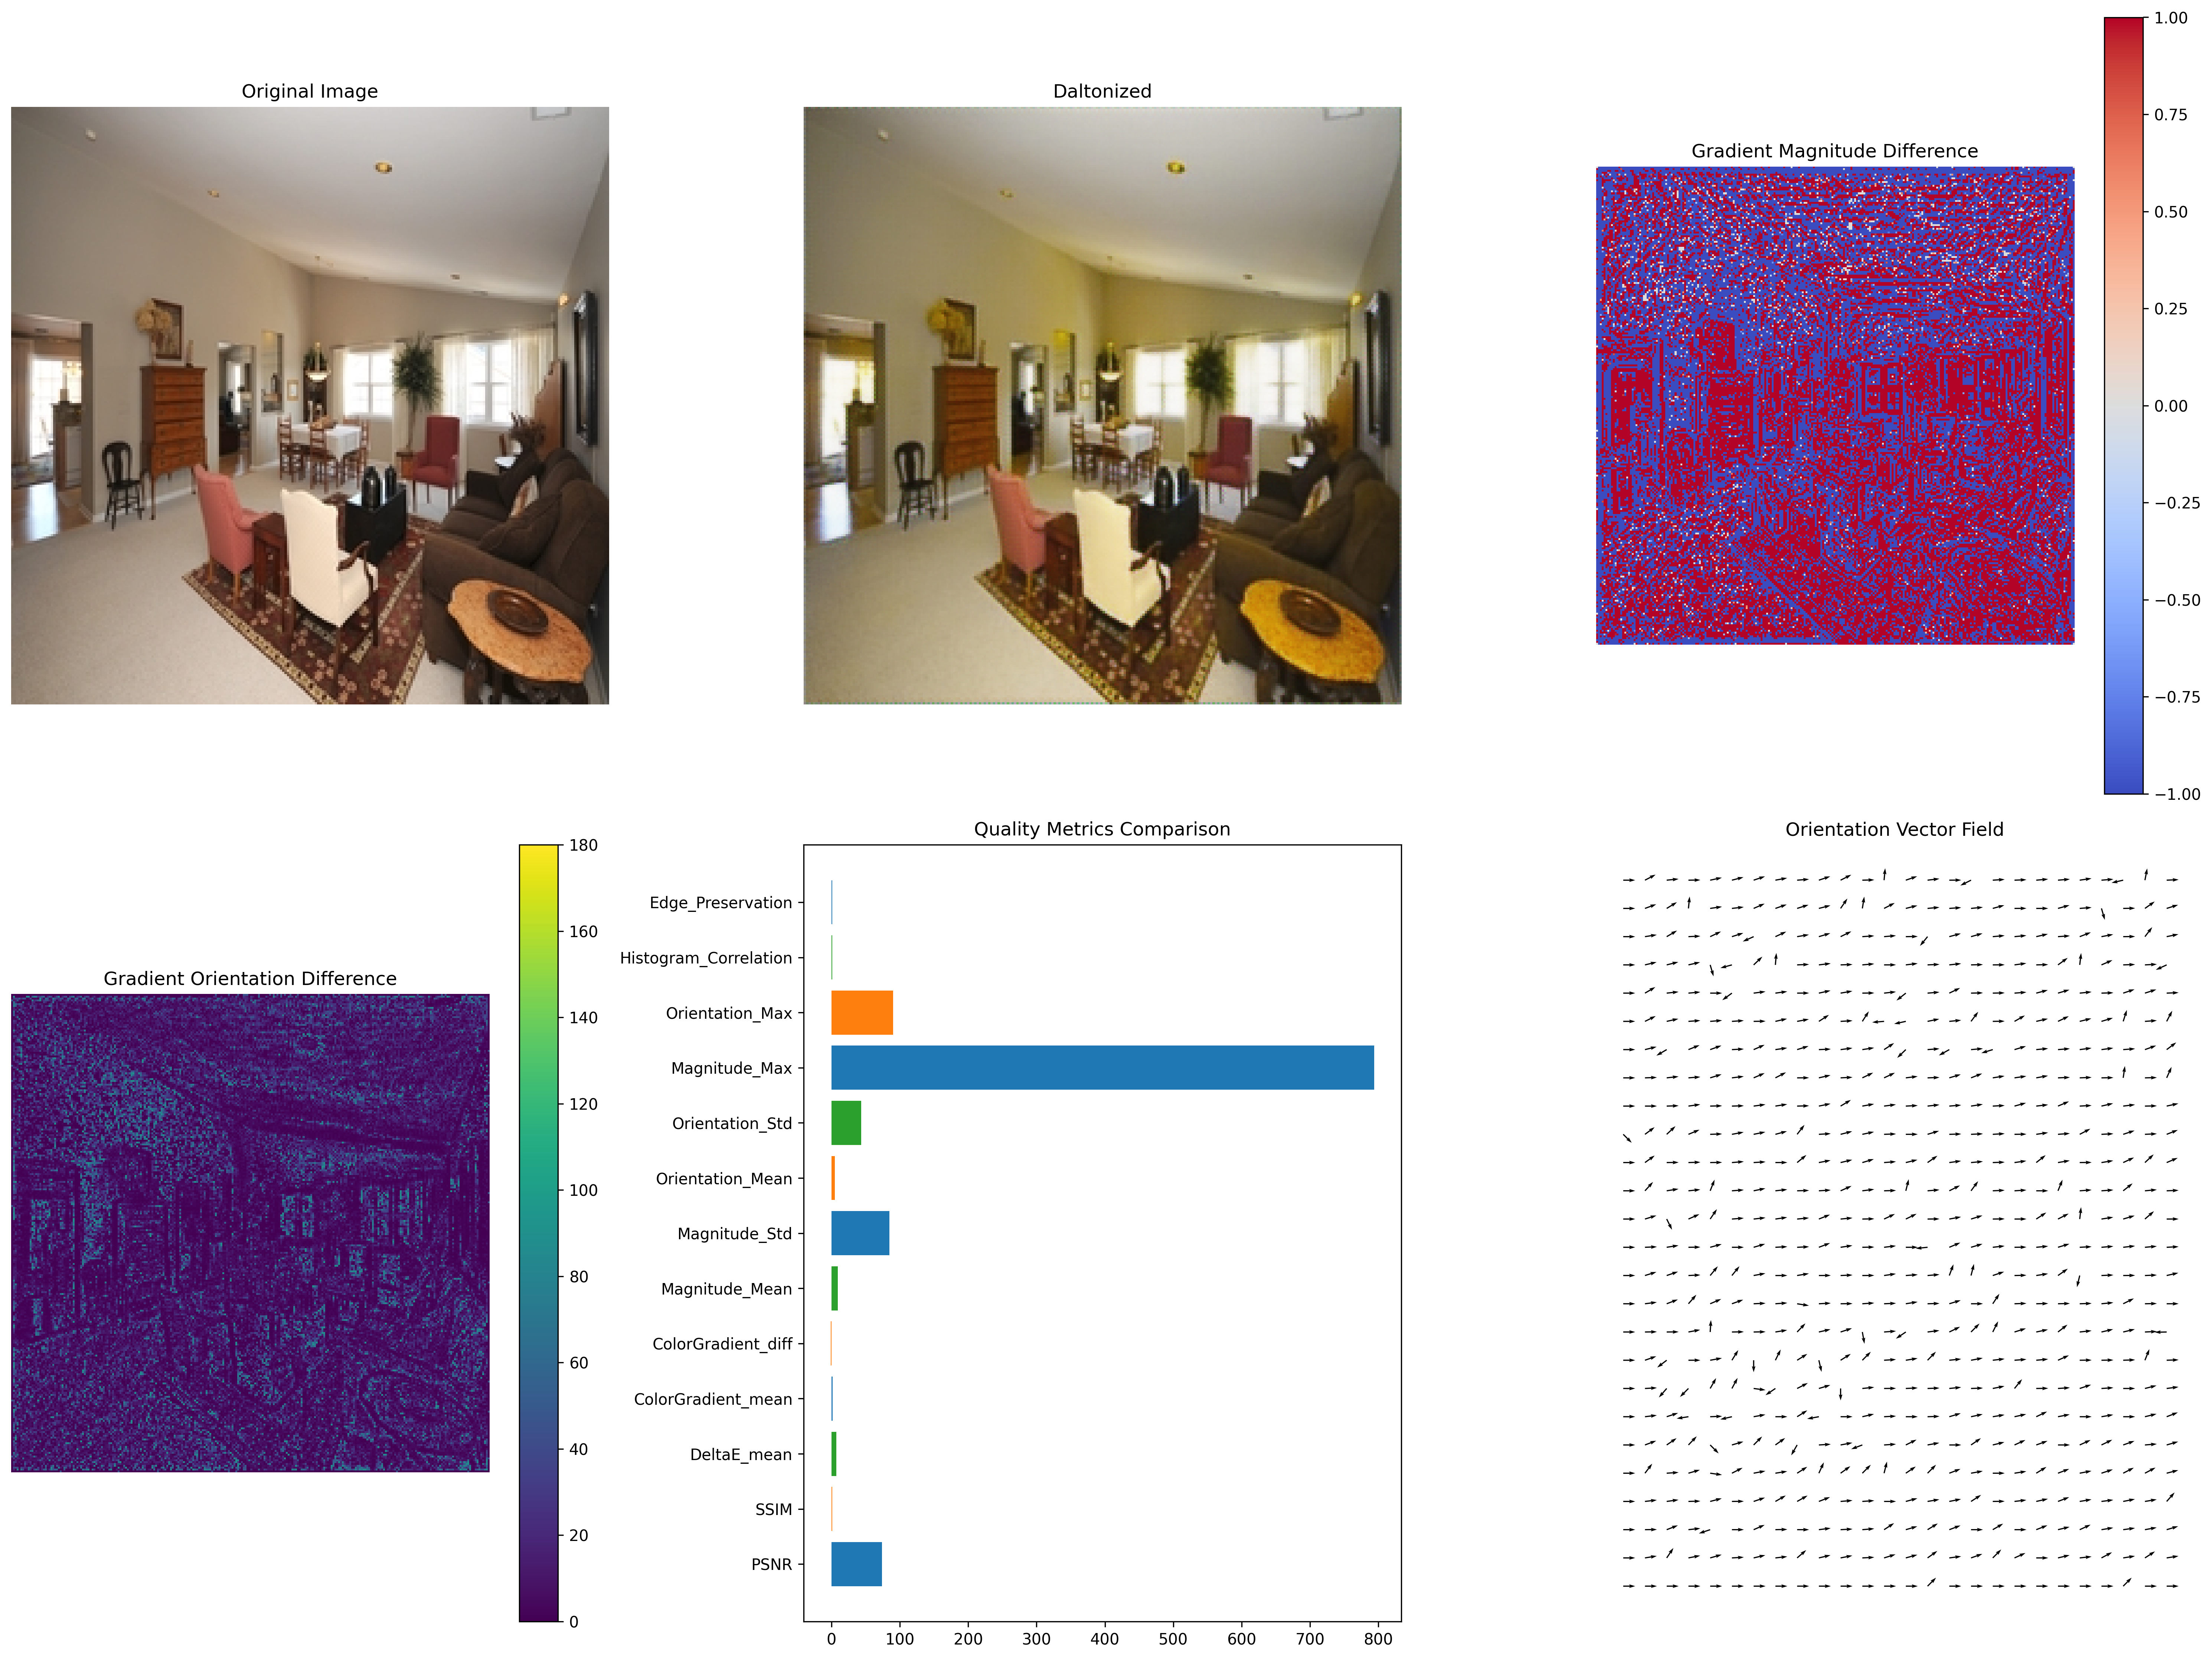 Original Image
Daltonized
Gradient Magnitude Difference
1.00
0.75
0.50
0.25
0.00
−0.25
−0.50
−0.75
−1.00
Gradient Orientation Difference
180
160
140
120
100
80
60
40
20
0
Quality Metrics Comparison
Edge_Preservation
Histogram_Correlation
Orientation_Max
Magnitude_Max
Orientation_Std
Orientation_Mean
Magnitude_Std
Magnitude_Mean
ColorGradient_diff
ColorGradient_mean
DeltaE_mean
SSIM
PSNR
0 100 200 300 400 500 600 700 800
Orientation Vector Field